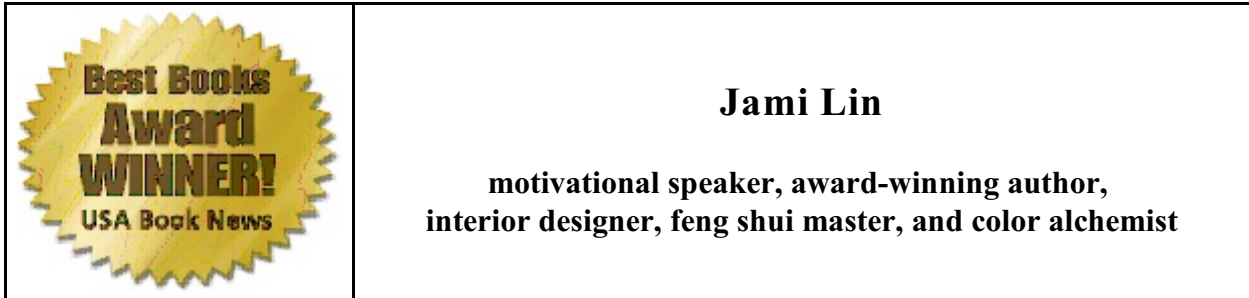 Best Books
Award
WINNER!
USA Book News
Jami Lin
motivational speaker, award-winning author,
interior designer, feng shui master, and color alchemist